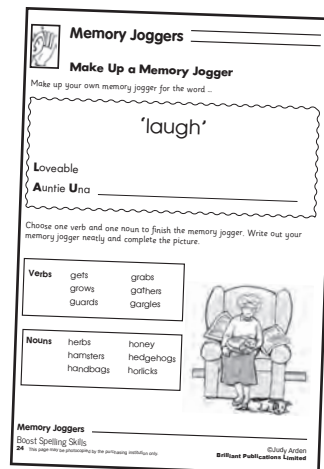 Memory Joggers
Make Up a Memory Jogger
Make up your own memory jogger for the word ...
'laugh'
Loveable
Auntie Una
Choose one verb and one noun to finish the memory jogger. Write out your
memory jogger neatly and complete the picture.
Verbs gets grabs
grows gathers
guards gargles
Nouns herbs honey
hamsters hedgehogs
handbags horlicks
Memory Joggers
Boost Spelling Skills
24 This page may be photocopied by the purchasing institution only.
©Judy Arden
Brilliant Publications Limited